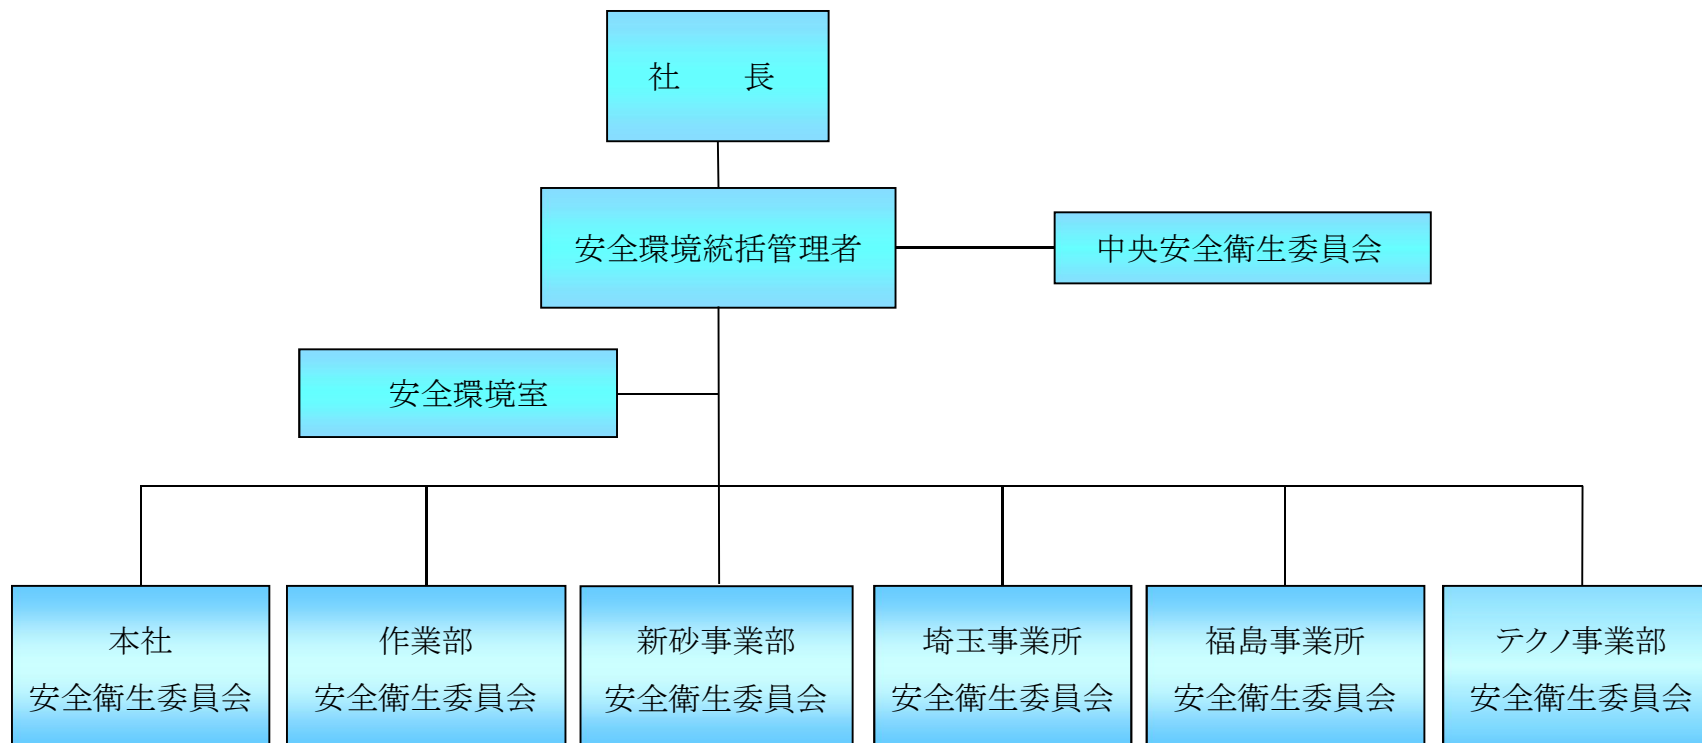 社　　長
安全環境統括管理者
中央安全衛生委員会
安全環境室
本社
安全衛生委員会
作業部
安全衛生委員会
新砂事業部
安全衛生委員会
埼玉事業所
安全衛生委員会
福島事業所
安全衛生委員会
テクノ事業部
安全衛生委員会